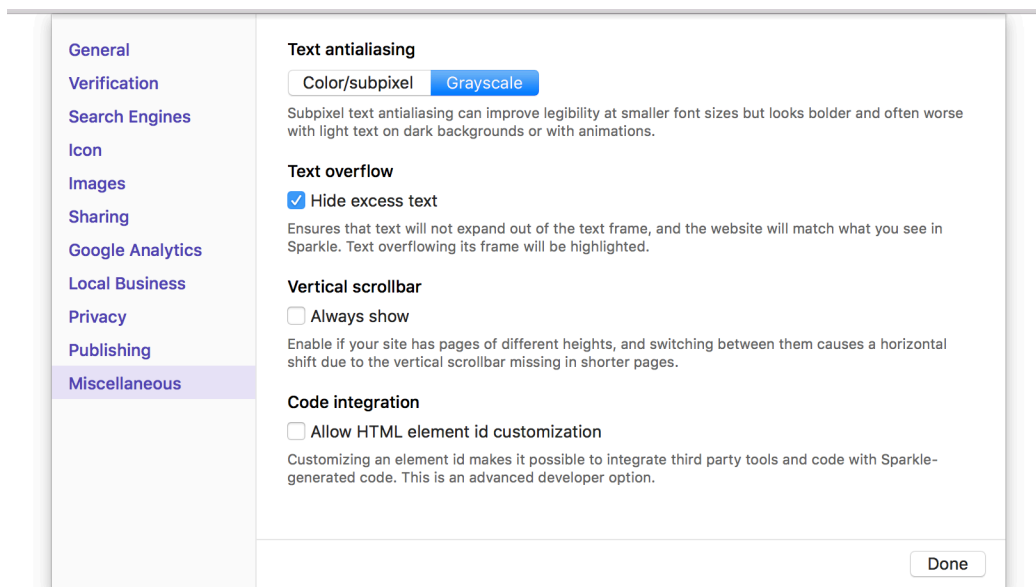 General
Verification
Search Engines
Icon
Images
Sharing
Google Analytics
Local Business
Privacy
Publishing
Miscellaneous
Text antialiasing
Color/subpixel Grayscale
Subpixel text antialiasing can improve legibility at smaller font sizes but looks bolder and often worse
with light text on dark backgrounds or with animations.
Text overflow
Hide excess text
Ensures that text will not expand out of the text frame, and the website will match what you see in
Sparkle. Text overflowing its frame will be highlighted.
Vertical scrollbar
Always show
Enable if your site has pages of different heights, and switching between them causes a horizontal
shift due to the vertical scrollbar missing in shorter pages.
Code integration
Allow HTML element id customization
Customizing an element id makes it possible to integrate third party tools and code with Sparkle-
generated code. This is an advanced developer option.
Done